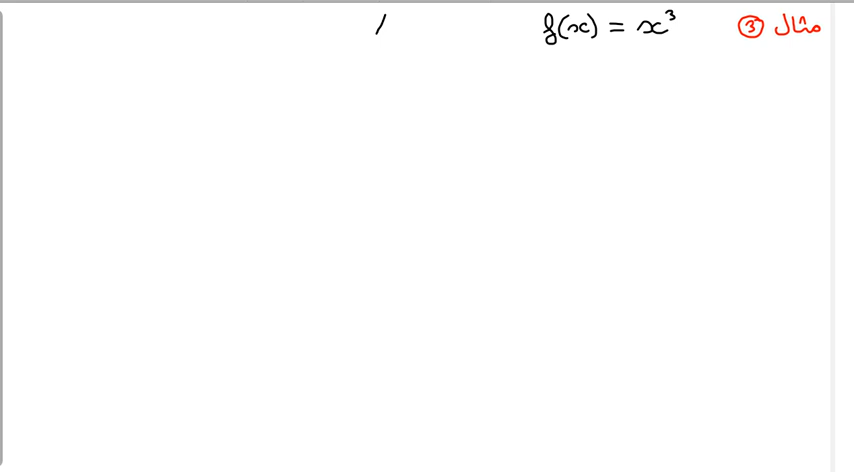 مثال ③ f(x) = x³ /